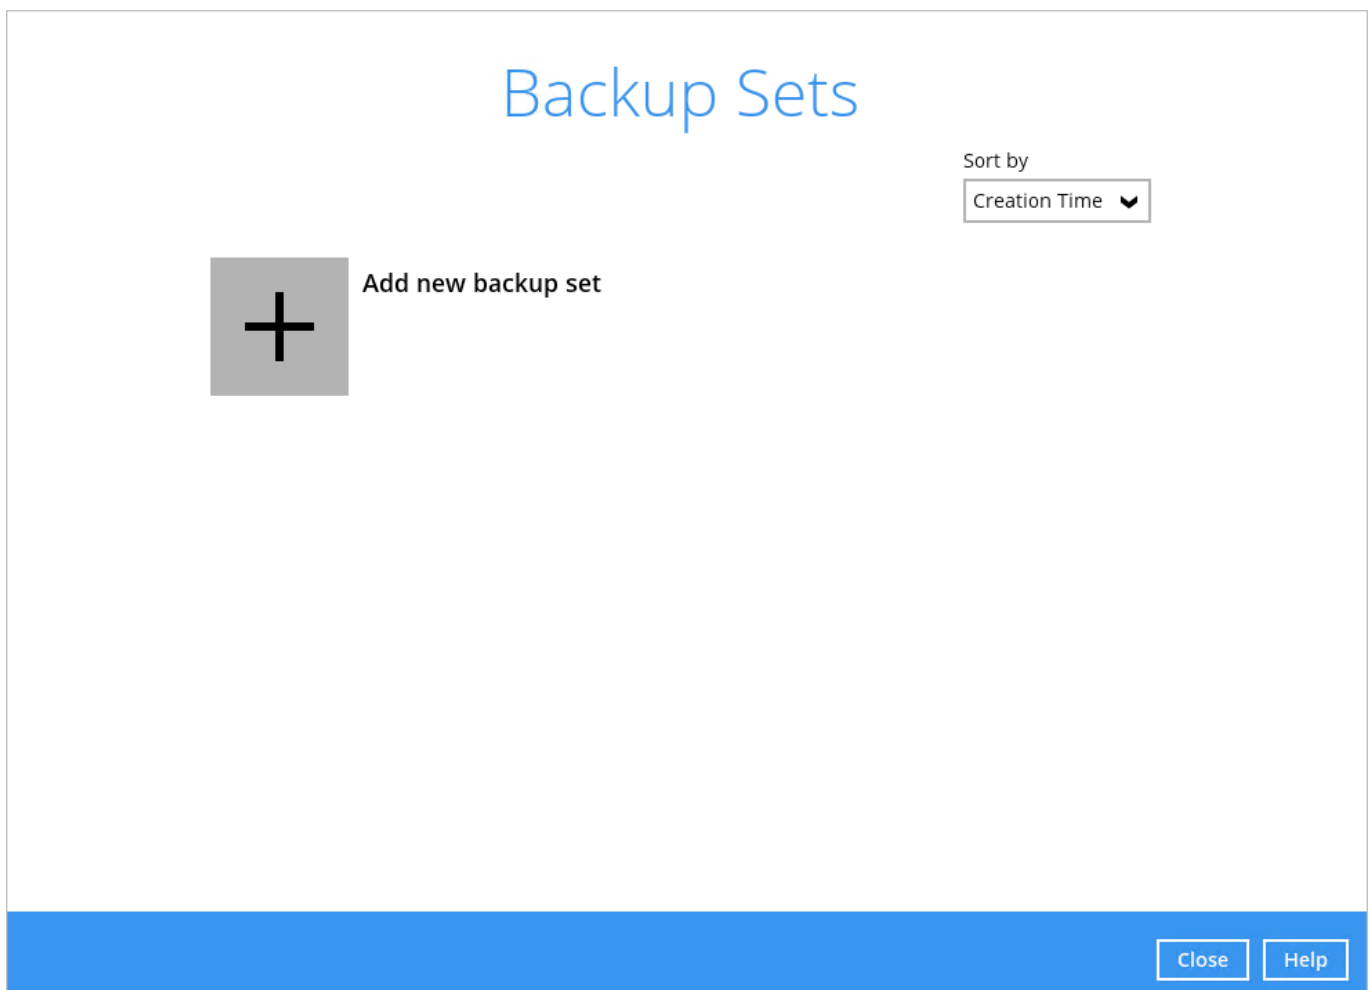 Backup Sets
Sort by
Creation Time
Add new backup set
Close
Help